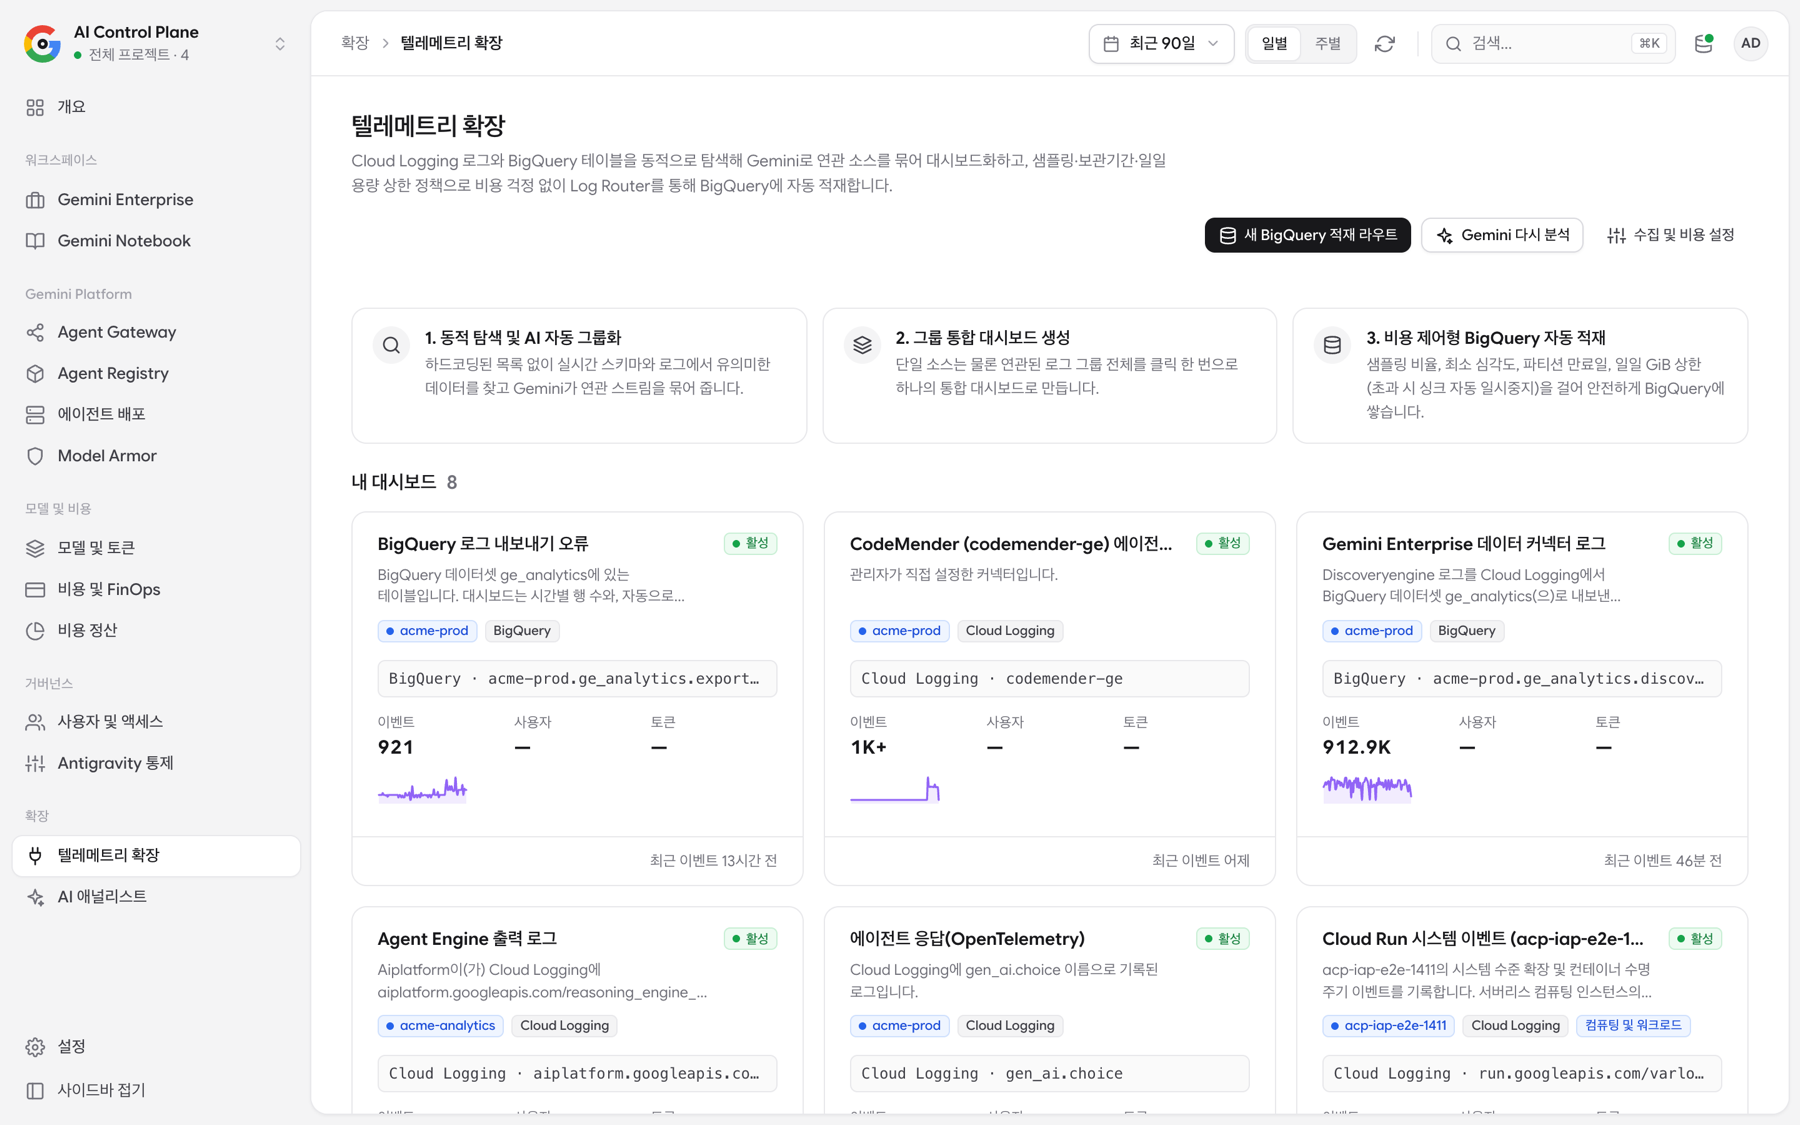 AI Control Plane
전체 프로젝트 · 4
개요
워크스페이스
Gemini Enterprise
Gemini Notebook
Gemini Platform
Agent Gateway
Agent Registry
에이전트 배포
Model Armor
모델 및 비용
모델 및 토큰
비용 및 FinOps
비용 정산
거버넌스
사용자 및 액세스
Antigravity 통제
확장
텔레메트리 확장
AI 애널리스트
설정
사이드바 접기
확장 > 텔레메트리 확장
최근 90일
일별 주별
검색... ⌘K
AD
텔레메트리 확장
Cloud Logging 로그와 BigQuery 테이블을 동적으로 탐색해 Gemini로 연관 소스를 묶어 대시보드화하고, 샘플링·보관기간·일일
용량 상한 정책으로 비용 걱정 없이 Log Router를 통해 BigQuery에 자동 적재합니다.
새 BigQuery 적재 라우트
Gemini 다시 분석
수집 및 비용 설정
1. 동적 탐색 및 AI 자동 그룹화
하드코딩된 목록 없이 실시간 스키마와 로그에서 유의미한
데이터를 찾고 Gemini가 연관 스트림을 묶어 줍니다.
2. 그룹 통합 대시보드 생성
단일 소스는 물론 연관된 로그 그룹 전체를 클릭 한 번으로
하나의 통합 대시보드로 만듭니다.
3. 비용 제어형 BigQuery 자동 적재
샘플링 비율, 최소 심각도, 파티션 만료일, 일일 GiB 상한
(초과 시 싱크 자동 일시중지)을 걸어 안전하게 BigQuery에
쌓습니다.
내 대시보드 8
BigQuery 로그 내보내기 오류
활성
BigQuery 데이터셋 ge_analytics에 있는
테이블입니다. 대시보드는 시간별 행 수와, 자동으로...
acme-prod
BigQuery
BigQuery · acme-prod.ge_analytics.export…
이벤트 사용자 토큰
921 — —
최근 이벤트 13시간 전
CodeMender (codemender-ge) 에이전...
활성
관리자가 직접 설정한 커넥터입니다.
acme-prod
Cloud Logging
Cloud Logging · codemender-ge
이벤트 사용자 토큰
1K+ — —
최근 이벤트 어제
Gemini Enterprise 데이터 커넥터 로그
활성
Discoveryengine 로그를 Cloud Logging에서
BigQuery 데이터셋 ge_analytics(으)로 내보낸...
acme-prod
BigQuery
BigQuery · acme-prod.ge_analytics.discov…
이벤트 사용자 토큰
912.9K — —
최근 이벤트 46분 전
Agent Engine 출력 로그
활성
Aiplatform이(가) Cloud Logging에
aiplatform.googleapis.com/reasoning_engine_...
acme-analytics
Cloud Logging
Cloud Logging · aiplatform.googleapis.co…
이벤트 사용자 토큰
에이전트 응답(OpenTelemetry)
활성
Cloud Logging에 gen_ai.choice 이름으로 기록된
로그입니다.
acme-prod
Cloud Logging
Cloud Logging · gen_ai.choice
이벤트 사용자 토큰
Cloud Run 시스템 이벤트 (acp-iap-e2e-1...
활성
acp-iap-e2e-1411의 시스템 수준 확장 및 컨테이너 수명
주기 이벤트를 기록합니다. 서버리스 컴퓨팅 인스턴스의...
acp-iap-e2e-1411
Cloud Logging
컴퓨팅 및 워크로드
Cloud Logging · run.googleapis.com/varlo…
이벤트 사용자 토큰